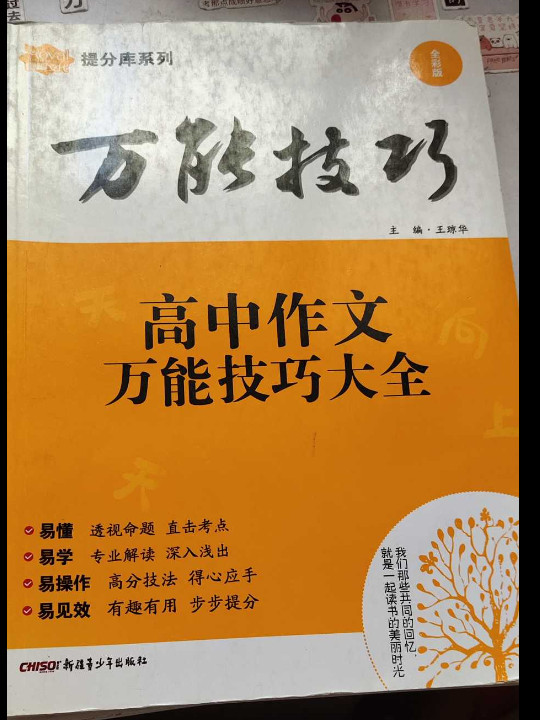 提分库系列
全彩版
万能技巧
主 编·王琼华
高中作文
万能技巧大全
天
向
上
天
易懂 透视命题 直击考点
易学 专业解读 深入浅出
易操作 高分技法 得心应手
易见效 有趣有用 步步提分
我们那些共同的回忆,
就是一起读书的美丽时光
CHISO! 新疆青少年出版社